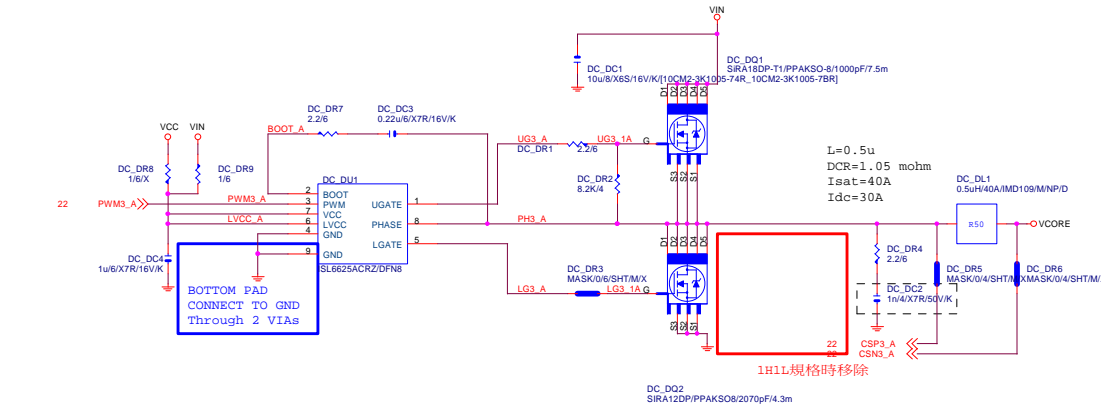 VIN
DC_DC1
10u/8/X6S/16V/K/[10CM2-3K1005-74R_10CM2-3K1005-7BR]
DC_DQ1
SiRA18DP-T1/PPAKSO-8/1000pF/7.5m
D1
D2
D3
D4
D5
G
S3
S2
S1
VCC
VIN
DC_DR8
1/6/X
DC_DR9
1/6
BOOT_A
DC_DR7
2.2/6
DC_DC3
0.22u/6/X7R/16V/K
UG3_A
DC_DR1
2.2/6
UG3_1A
DC_DR2
8.2K/4
L=0.5u
DCR=1.05 mohm
Isat=40A
Idc=30A
DC_DL1
0.5uH/40A/IMD109/M/NP/D
R50
VCORE
DC_DU1
22
PWM3_A
PWM3_A
LVCC_A
2
3
7
6
4
9
BOOT
PWM
VCC
LVCC
GND
GND
UGATE
PHASE
LGATE
1
8
5
SL6625ACRZ/DFN8
PH3_A
DC_DC4
1u/6/X7R/16V/K
BOTTOM PAD
CONNECT TO GND
Through 2 VIAs
LG3_A
DC_DR3
MASK/0/6/SHT/M/X
LG3_1A
G
D1
D2
D3
D4
D5
S3
S2
S1
DC_DR4
2.2/6
DC_DC2
1n/4/X7R/50V/K
DC_DR5
MASK/0/4/SHT/M/X
DC_DR6
MASK/0/4/SHT/M/
22
CSP3_A
22
CSN3_A
1H1L規格時移除
DC_DQ2
SIRA12DP/PPAKSO8/2070pF/4.3m